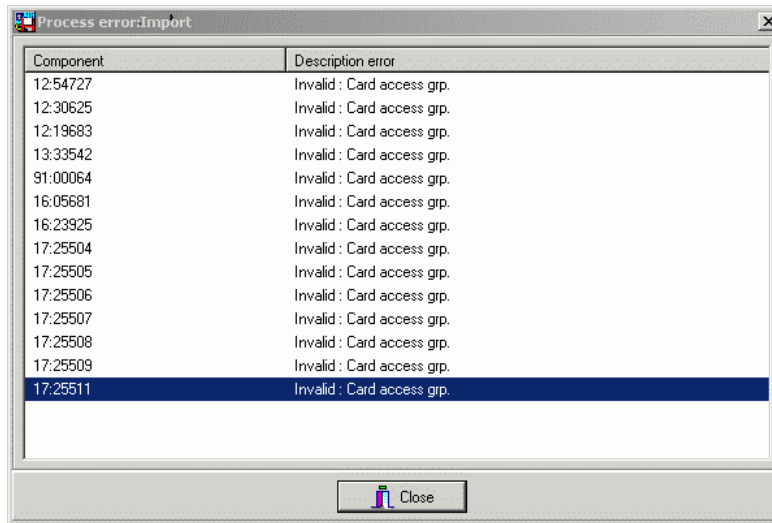 Process error:Import
Component Description error
12:54727 Invalid : Card access grp.
12:30625 Invalid : Card access grp.
12:19683 Invalid : Card access grp.
13:33542 Invalid : Card access grp.
91:00064 Invalid : Card access grp.
16:05681 Invalid : Card access grp.
16:23925 Invalid : Card access grp.
17:25504 Invalid : Card access grp.
17:25505 Invalid : Card access grp.
17:25506 Invalid : Card access grp.
17:25507 Invalid : Card access grp.
17:25508 Invalid : Card access grp.
17:25509 Invalid : Card access grp.
17:25511 Invalid : Card access grp.
Close